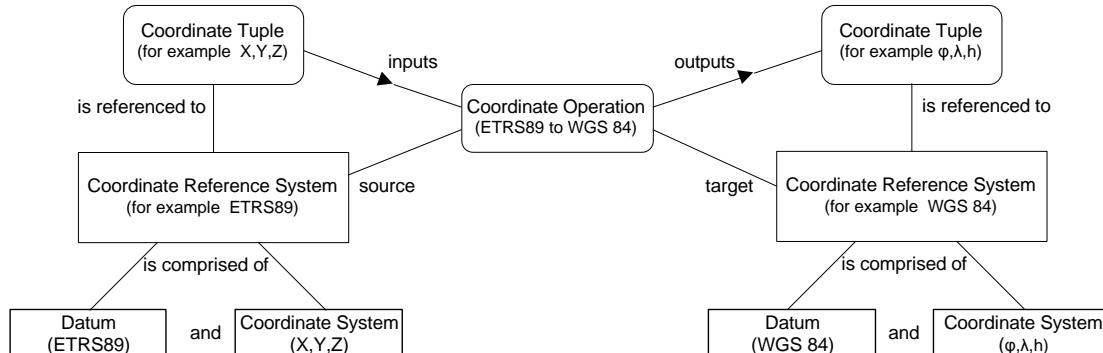 Coordinate Tuple
(for example X,Y,Z)
inputs
outputs
Coordinate Tuple
(for example φ,λ,h)
is referenced to
Coordinate Operation
(ETRS89 to WGS 84)
is referenced to
Coordinate Reference System
(for example ETRS89)
source
target
Coordinate Reference System
(for example WGS 84)
is comprised of
is comprised of
Datum
(ETRS89)
and
Coordinate System
(X,Y,Z)
Datum
(WGS 84)
and
Coordinate System
(φ,λ,h)